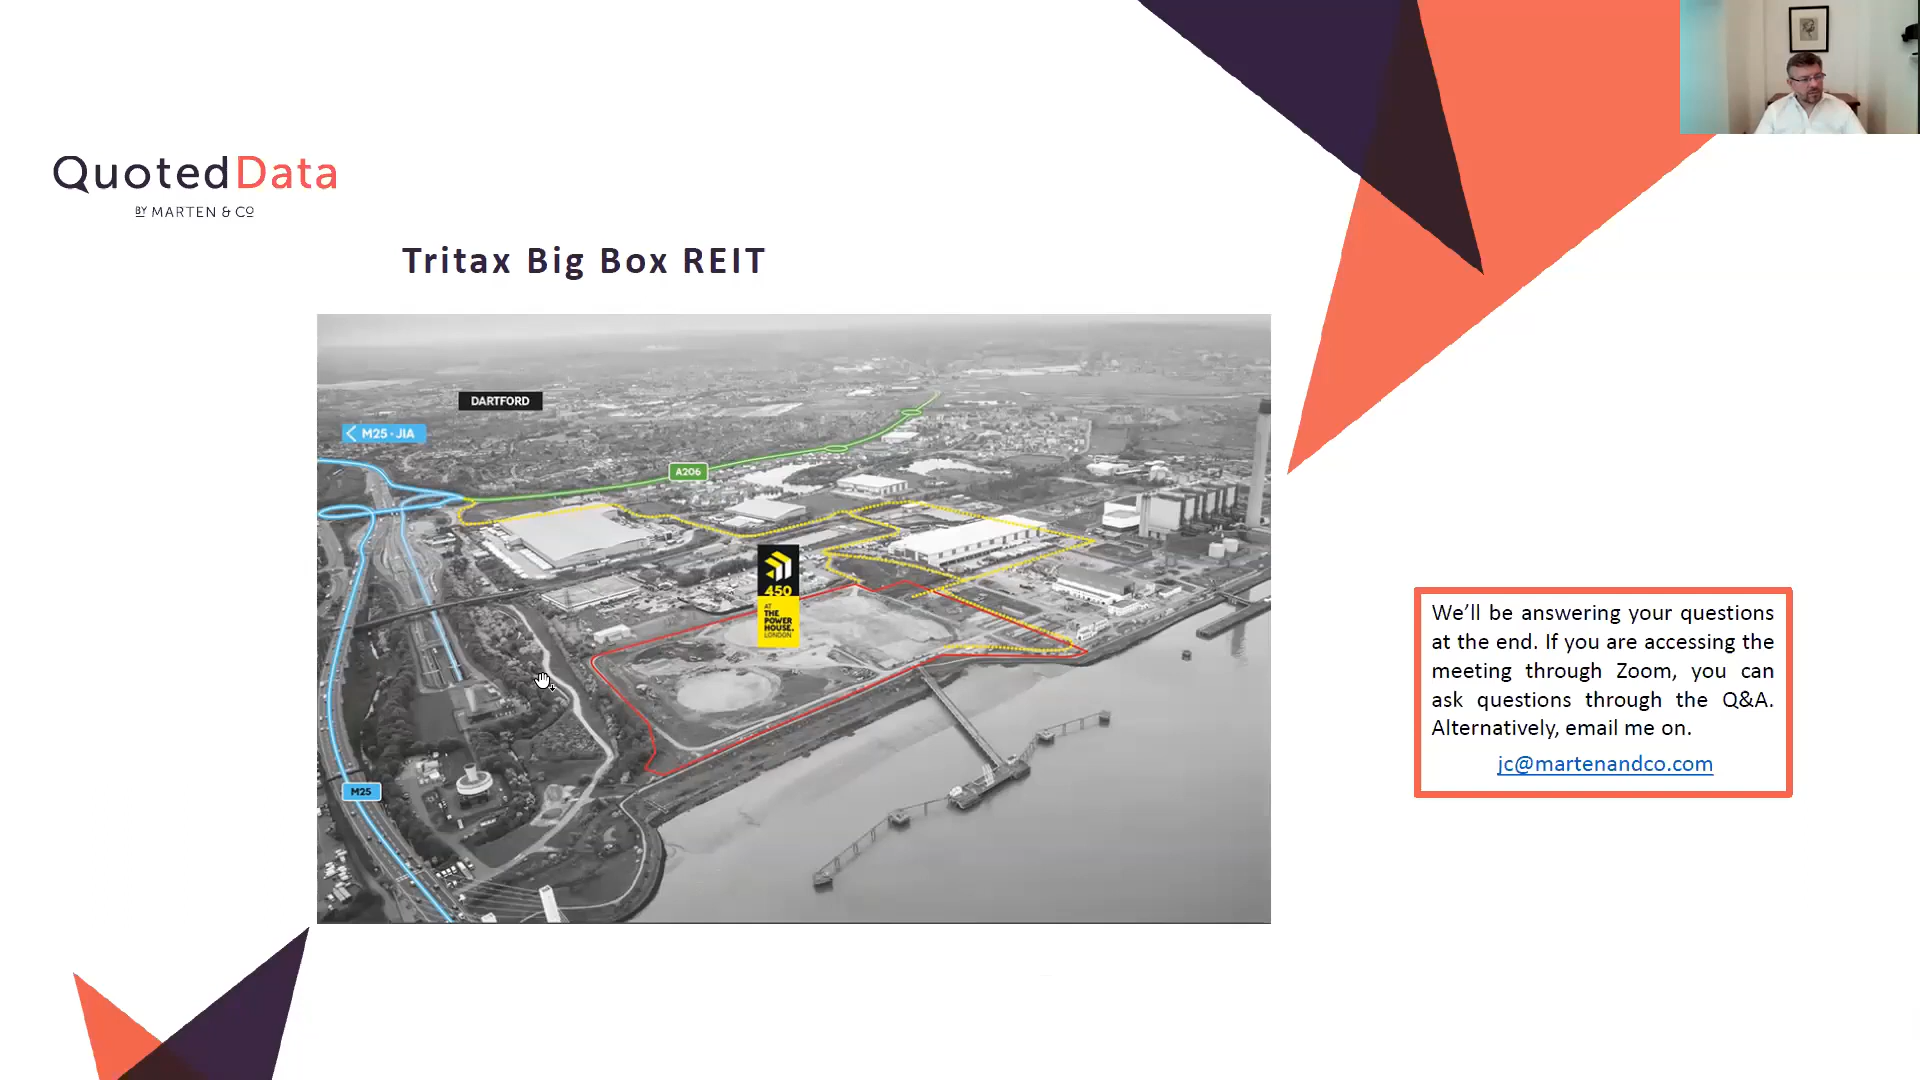 QuotedData
BY MARTEN & CO
Tritax Big Box REIT
DARTFORD
M25 - J1A
A206
450
AT
THE
POWER
HOUSE.
LONDON
M25
We’ll be answering your questions
at the end. If you are accessing the
meeting through Zoom, you can
ask questions through the Q&A.
Alternatively, email me on.
jc@martenandco.com